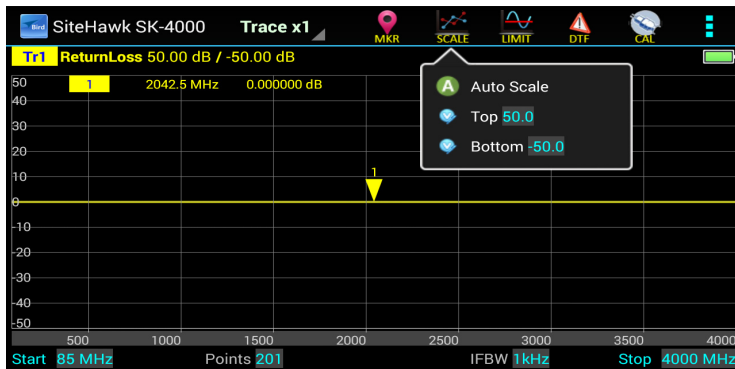 Bird SiteHawk SK-4000 Trace x1 MKR SCALE LIMIT DTF CAL
Tr1 ReturnLoss 50.00 dB / -50.00 dB
50 1 2042.5 MHz 0.000000 dB
A Auto Scale
Top 50.0
Bottom -50.0
40
30
20
1
10
0
-10
-20
-30
-40
-50
500 1000 1500 2000 2500 3000 3500 4000
Start 85 MHz Points 201 IFBW 1kHz Stop 4000 MHz